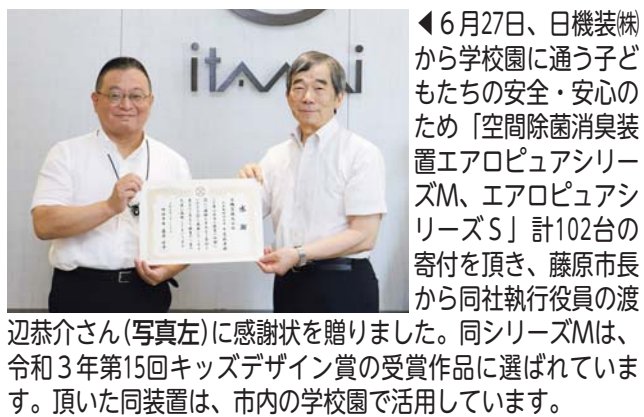 itami
感謝
◀６月27日、日機装㈱
から学校園に通う子ど
もたちの安全・安心の
ため「空間除菌消臭装
置エアロピュアシリー
ズM、エアロピュアシ
リーズＳ」計102台の
寄付を頂き、藤原市長
から同社執行役員の渡
辺恭介さん(写真左)に感謝状を贈りました。同シリーズMは、
令和３年第15回キッズデザイン賞の受賞作品に選ばれていま
す。頂いた同装置は、市内の学校園で活用しています。